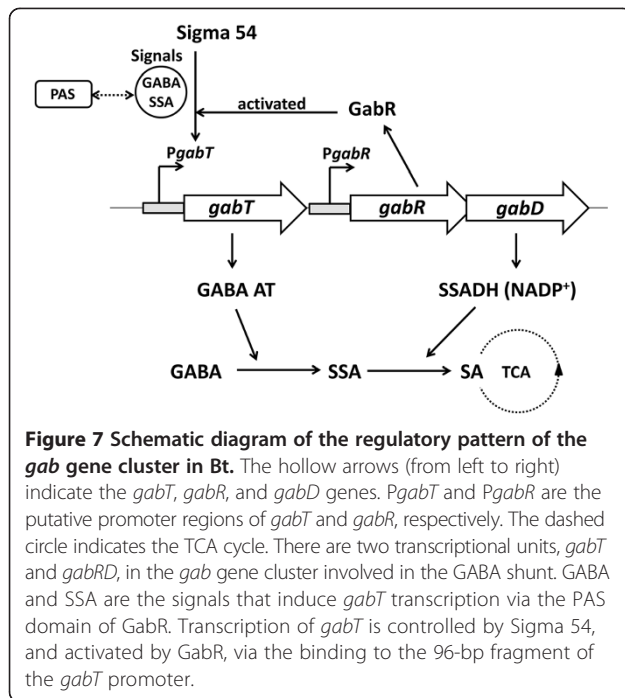 Sigma 54
Signals
GABA
SSA
PAS
activated
GabR
PgabT
PgabR
gabT
gabR
gabD
GABA AT
SSADH (NADP⁺)
GABA
SSA
SA
TCA
Figure 7 Schematic diagram of the regulatory pattern of the
gab gene cluster in Bt. The hollow arrows (from left to right)
indicate the gabT, gabR, and gabD genes. PgabT and PgabR are the
putative promoter regions of gabT and gabR, respectively. The dashed
circle indicates the TCA cycle. There are two transcriptional units, gabT
and gabRD, in the gab gene cluster involved in the GABA shunt. GABA
and SSA are the signals that induce gabT transcription via the PAS
domain of GabR. Transcription of gabT is controlled by Sigma 54,
and activated by GabR, via the binding to the 96-bp fragment of
the gabT promoter.